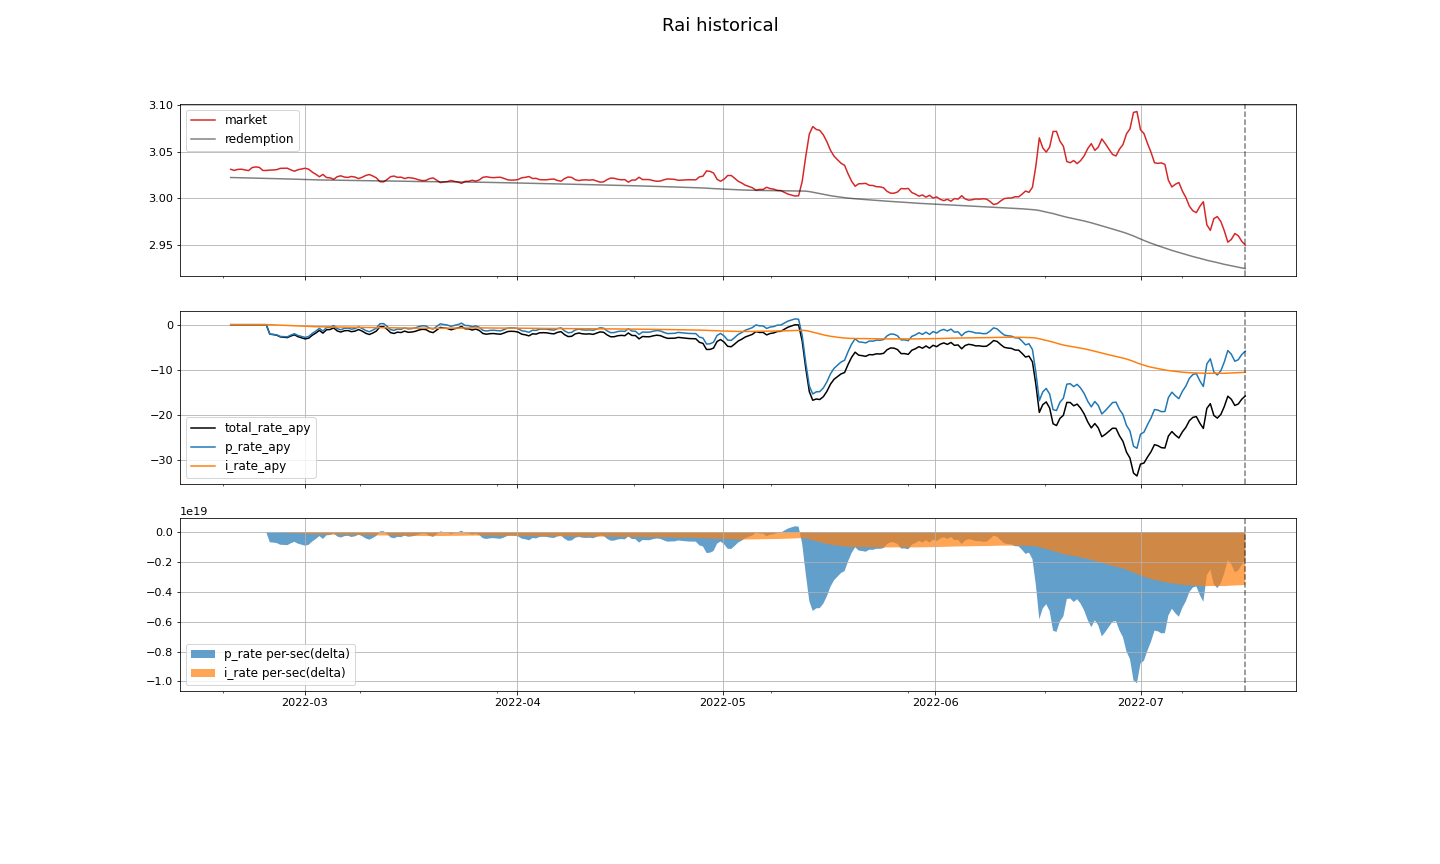 Rai historical
3.10
3.05
3.00
2.95
market
redemption
0
−10
−20
−30
total_rate_apy
p_rate_apy
i_rate_apy
1e19
0.0
−0.2
−0.4
−0.6
−0.8
−1.0
p_rate per-sec(delta)
i_rate per-sec(delta)
2022-03 2022-04 2022-05 2022-06 2022-07